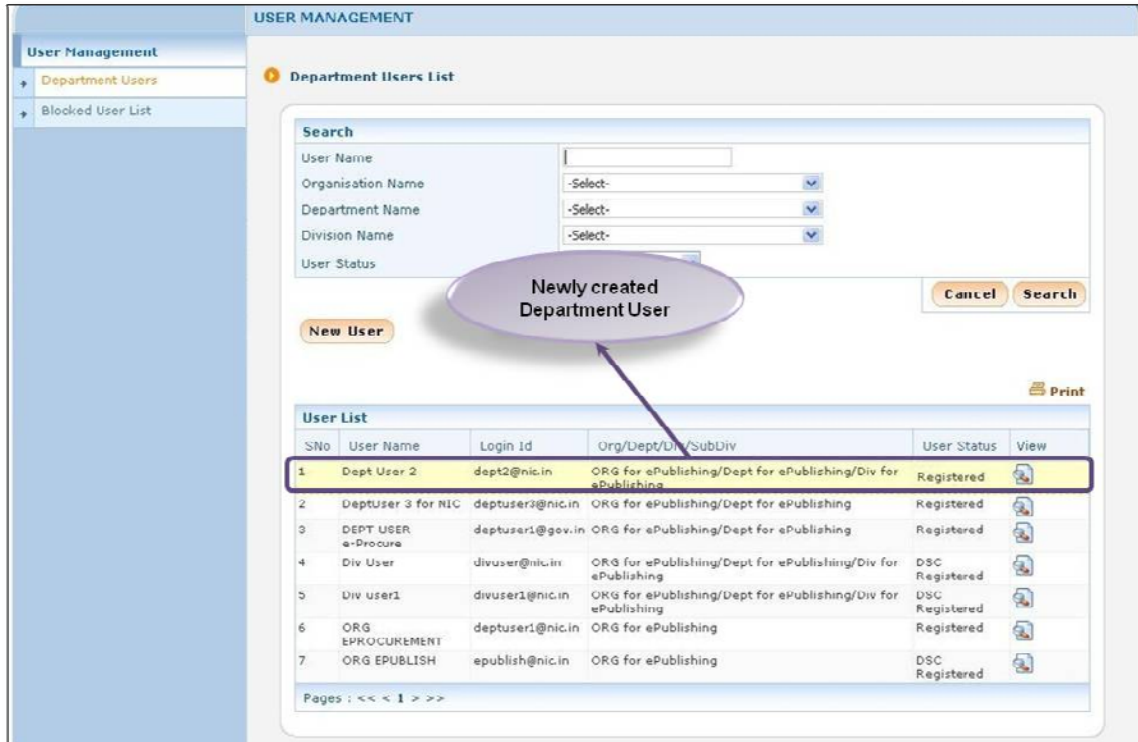 USER MANAGEMENT
User Management
Department Users
Blocked User List
Department Users List
Search
User Name
Organisation Name -Select-
Department Name -Select-
Division Name -Select-
User Status
Newly created
Department User
Cancel Search
New User
Print
User List
SNo User Name Login Id Org/Dept/Div/SubDiv User Status View
1 Dept User 2 dept2@nic.in ORG for ePublishing/Dept for ePublishing/Div for Registered
ePublishing
2 DeptUser 3 for NIC deptuser3@nic.in ORG for ePublishing/Dept for ePublishing Registered
3 DEPT USER deptuser1@gov.in ORG for ePublishing/Dept for ePublishing Registered
e-Procure
4 Div User divuser@nic.in ORG for ePublishing/Dept for ePublishing/Div for DSC
ePublishing Registered
5 Div user1 divuser1@nic.in ORG for ePublishing/Dept for ePublishing/Div for DSC
ePublishing Registered
6 ORG deptuser1@nic.in ORG for ePublishing Registered
EPROCUREMENT
7 ORG EPUBLISH epublish@nic.in ORG for ePublishing DSC
Registered
Pages : << < 1 > >>